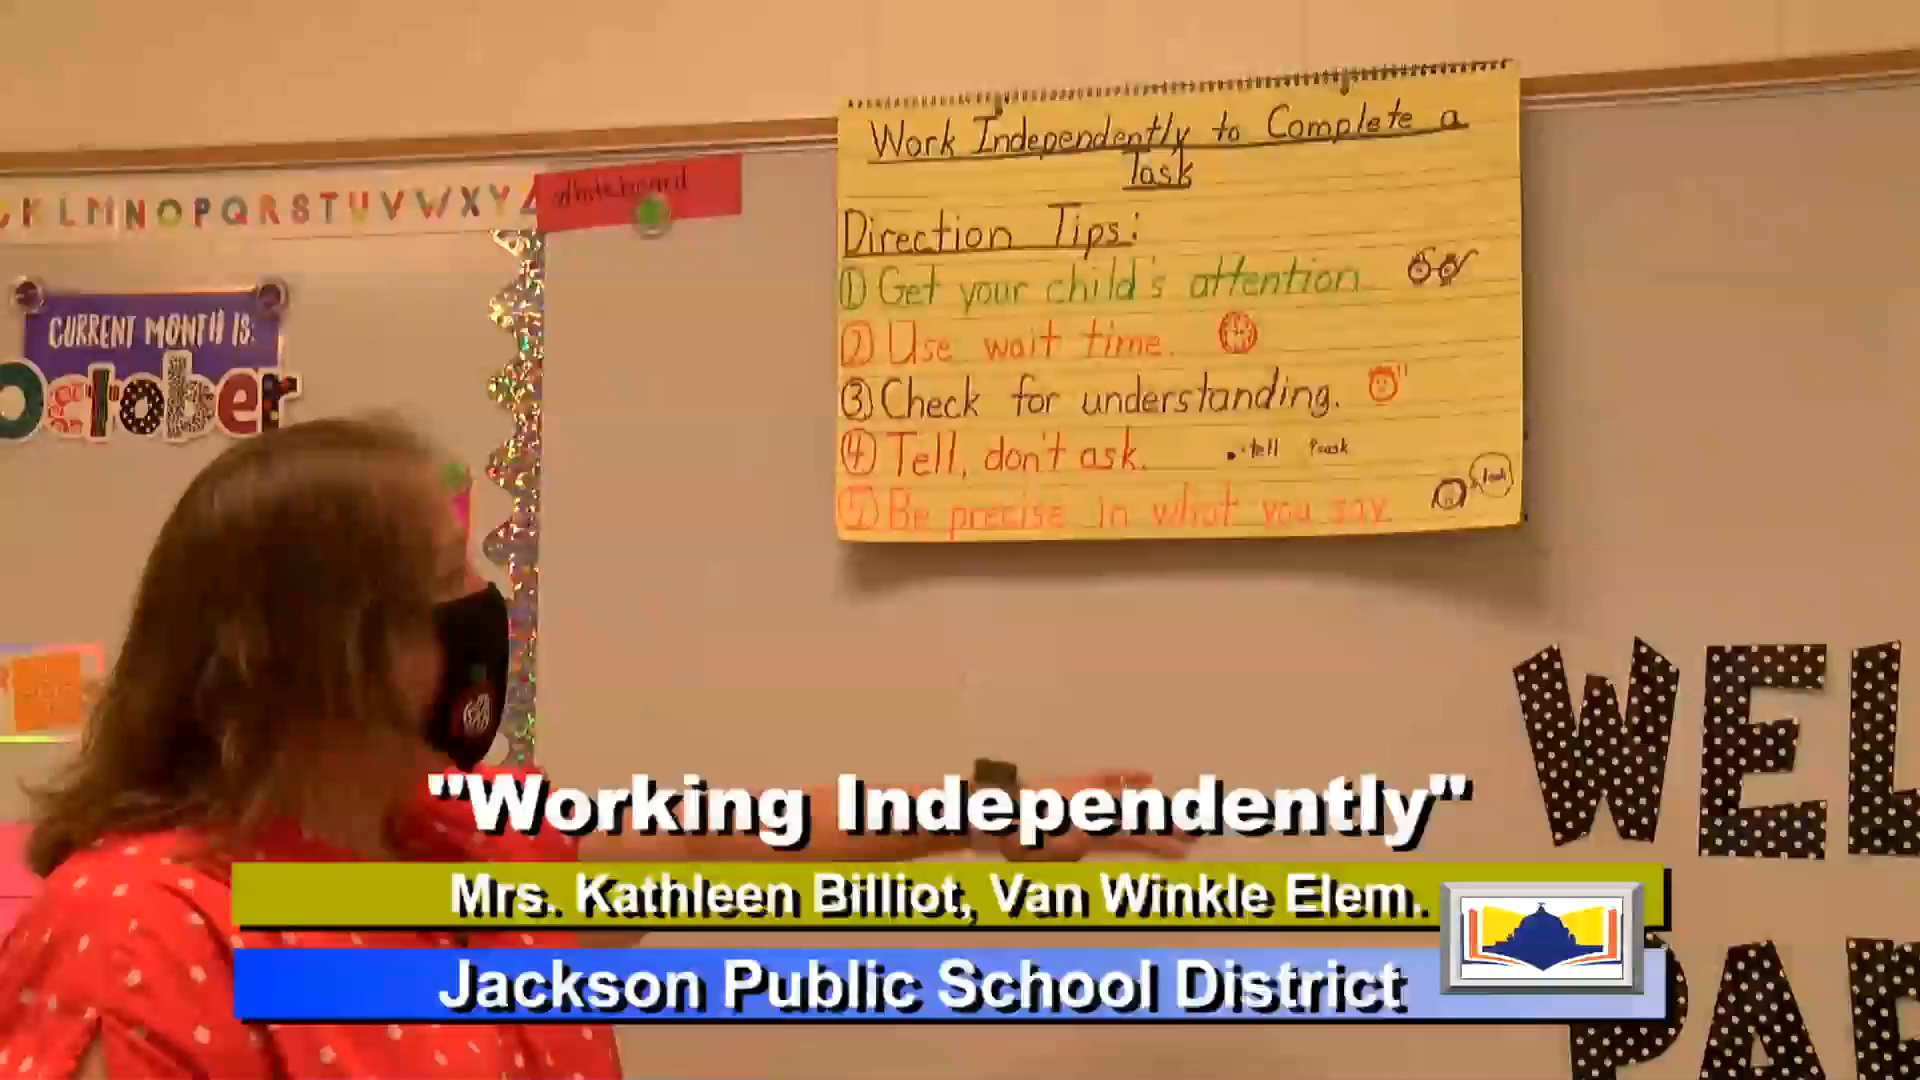 Work Independently to Complete a
Task
Direction Tips:
① Get your child's attention.
② Use wait time.
③ Check for understanding.
④ Tell, don't ask.
. tell ? ask
⑤ Be precise in what you say
KLMNOPQRSTUVWXYZ
Whiteboard
CURRENT MONTH IS:
October
WEL
PAR
"Working Independently"
Mrs. Kathleen Billiot, Van Winkle Elem.
Jackson Public School District